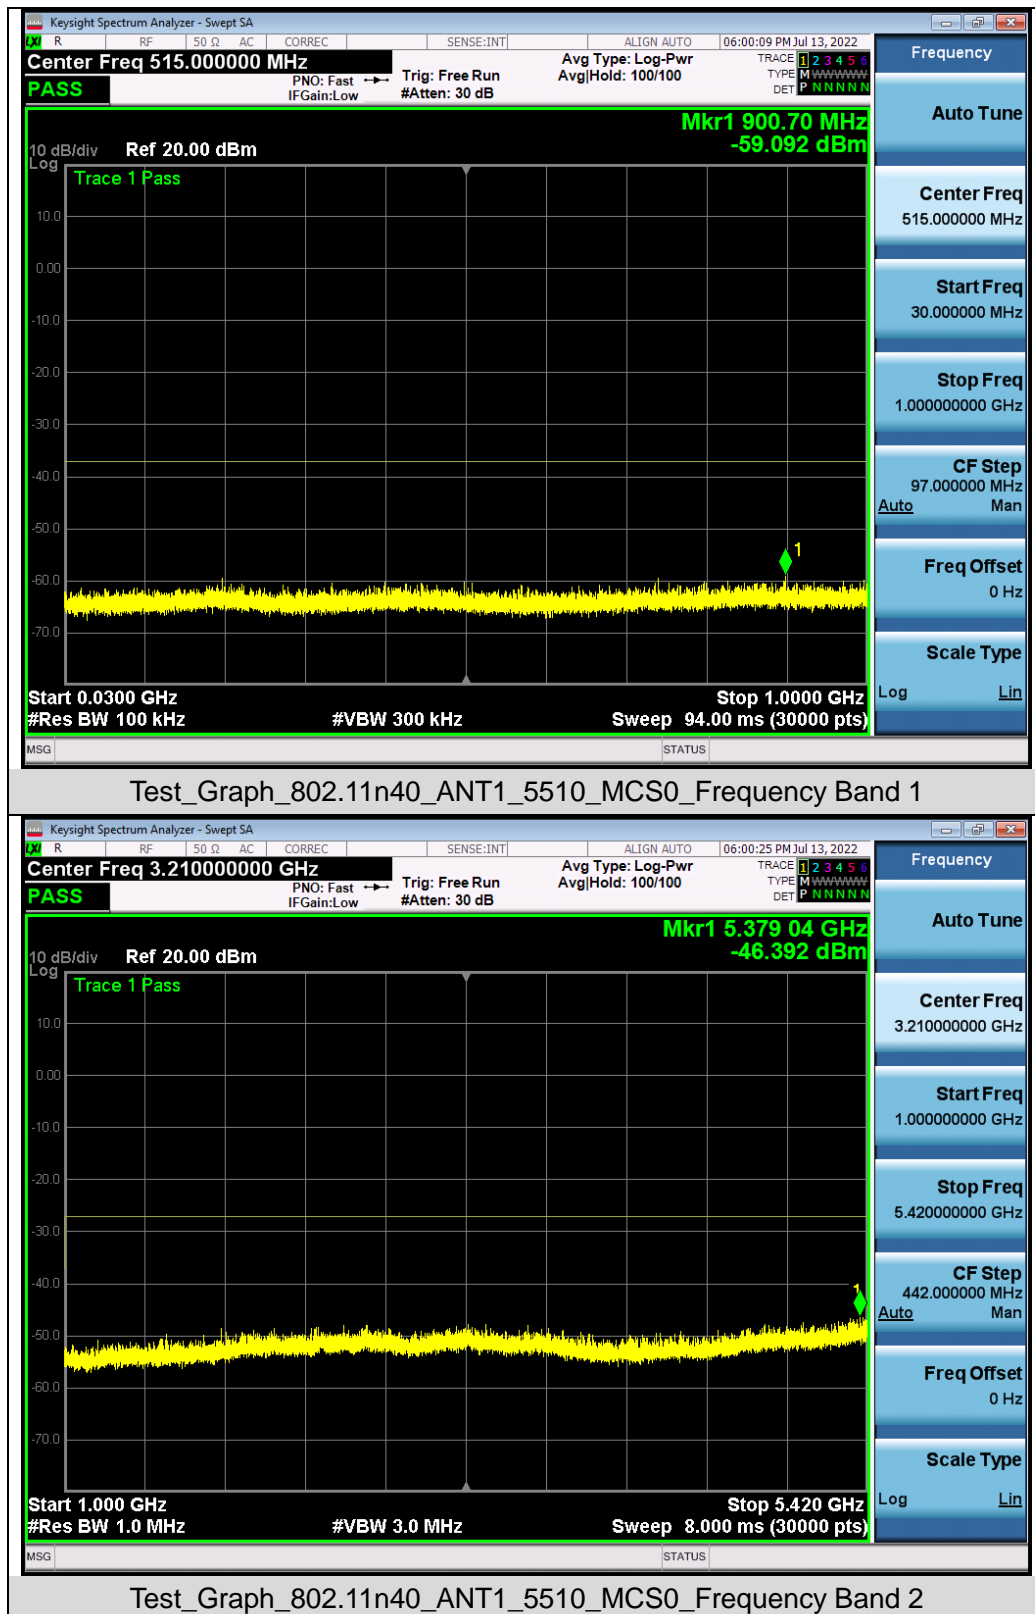 Keysight Spectrum Analyzer - Swept SA
LXI R RF 50 Ω AC CORREC SENSE:INT ALIGN AUTO 06:00:09 PM Jul 13, 2022
Center Freq 515.000000 MHz
PASS
PNO: Fast
IFGain:Low
Trig: Free Run
#Atten: 30 dB
Avg Type: Log-Pwr
Avg|Hold: 100/100
TRACE 1 2 3 4 5 6
TYPE M WWWWW
DET P N N N N N
Mkr1 900.70 MHz
-59.092 dBm
10 dB/div Ref 20.00 dBm
Log
Trace 1 Pass
10.0
0.00
-10.0
-20.0
-30.0
-40.0
-50.0
-60.0
-70.0
1
Start 0.0300 GHz Stop 1.0000 GHz
#Res BW 100 kHz #VBW 300 kHz Sweep 94.00 ms (30000 pts)
MSG STATUS
Frequency
Auto Tune
Center Freq
515.000000 MHz
Start Freq
30.000000 MHz
Stop Freq
1.000000000 GHz
CF Step
97.000000 MHz
Auto Man
Freq Offset
0 Hz
Scale Type
Log Lin
Test_Graph_802.11n40_ANT1_5510_MCS0_Frequency Band 1
Keysight Spectrum Analyzer - Swept SA
LXI R RF 50 Ω AC CORREC SENSE:INT ALIGN AUTO 06:00:25 PM Jul 13, 2022
Center Freq 3.210000000 GHz
PASS
PNO: Fast
IFGain:Low
Trig: Free Run
#Atten: 30 dB
Avg Type: Log-Pwr
Avg|Hold: 100/100
TRACE 1 2 3 4 5 6
TYPE M WWWWW
DET P N N N N N
Mkr1 5.379 04 GHz
-46.392 dBm
10 dB/div Ref 20.00 dBm
Log
Trace 1 Pass
10.0
0.00
-10.0
-20.0
-30.0
-40.0
-50.0
-60.0
-70.0
1
Start 1.000 GHz Stop 5.420 GHz
#Res BW 1.0 MHz #VBW 3.0 MHz Sweep 8.000 ms (30000 pts)
MSG STATUS
Frequency
Auto Tune
Center Freq
3.210000000 GHz
Start Freq
1.000000000 GHz
Stop Freq
5.420000000 GHz
CF Step
442.000000 MHz
Auto Man
Freq Offset
0 Hz
Scale Type
Log Lin
Test_Graph_802.11n40_ANT1_5510_MCS0_Frequency Band 2